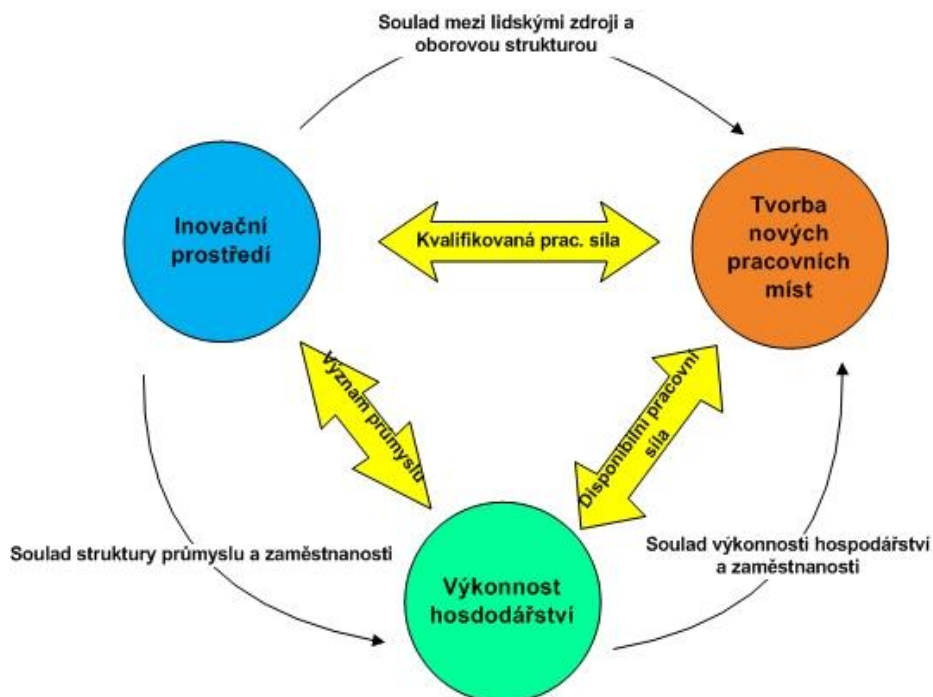 Soulad mezi lidskými zdroji a
oborovou strukturou
Inovační
prostředí
Kvalifikovaná prac. síla
Tvorba
nových
pracovních
míst
Význam průmyslu
Disponibilní pracovní
síla
Soulad struktury průmyslu a zaměstnanosti
Soulad výkonnosti hospodářství
a zaměstnanosti
Výkonnost
hosdodářství